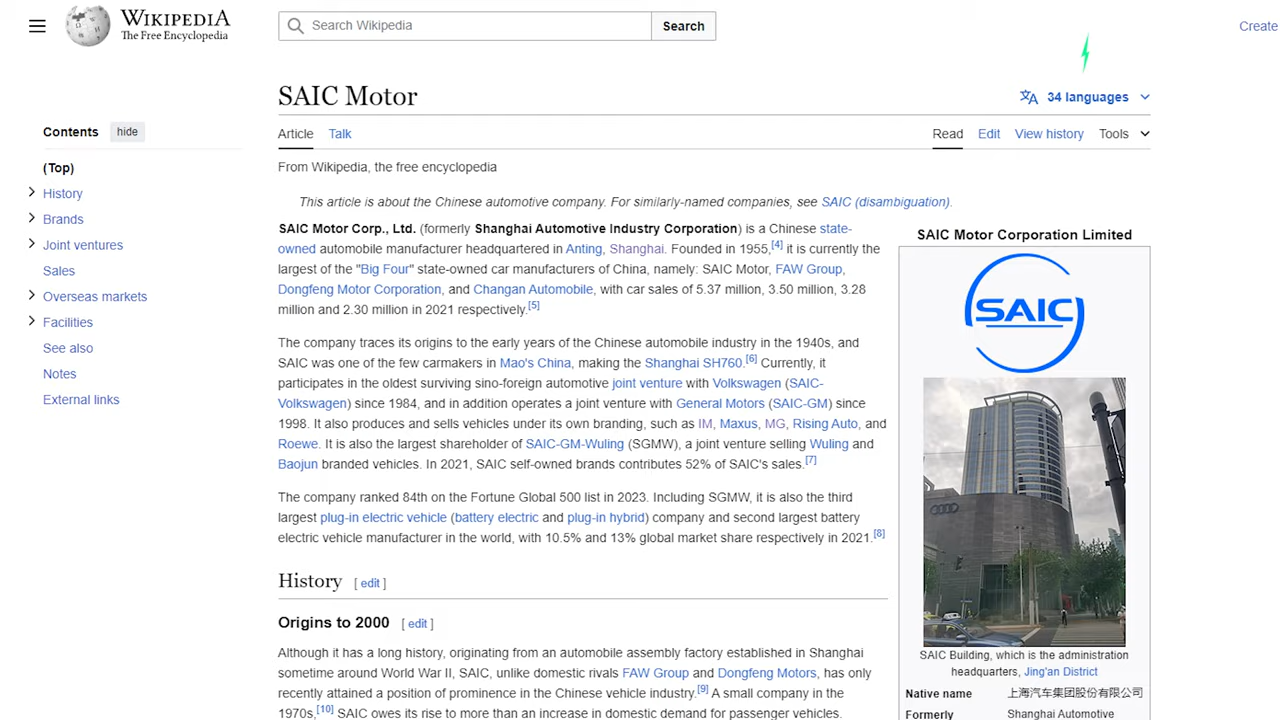 WIKIPEDIA
The Free Encyclopedia
Search Wikipedia
Search
Create
SAIC Motor
34 languages
Contents
hide
Article
Talk
Read
Edit
View history
Tools
(Top)
History
Brands
Joint ventures
Sales
Overseas markets
Facilities
See also
Notes
External links
From Wikipedia, the free encyclopedia
This article is about the Chinese automotive company. For similarly-named companies, see SAIC (disambiguation).
SAIC Motor Corp., Ltd. (formerly Shanghai Automotive Industry Corporation) is a Chinese state-
owned automobile manufacturer headquartered in Anting, Shanghai. Founded in 1955,[4] it is currently the
largest of the "Big Four" state-owned car manufacturers of China, namely: SAIC Motor, FAW Group,
Dongfeng Motor Corporation, and Changan Automobile, with car sales of 5.37 million, 3.50 million, 3.28
million and 2.30 million in 2021 respectively.[5]
The company traces its origins to the early years of the Chinese automobile industry in the 1940s, and
SAIC was one of the few carmakers in Mao's China, making the Shanghai SH760.[6] Currently, it
participates in the oldest surviving sino-foreign automotive joint venture with Volkswagen (SAIC-
Volkswagen) since 1984, and in addition operates a joint venture with General Motors (SAIC-GM) since
1998. It also produces and sells vehicles under its own branding, such as IM, Maxus, MG, Rising Auto, and
Roewe. It is also the largest shareholder of SAIC-GM-Wuling (SGMW), a joint venture selling Wuling and
Baojun branded vehicles. In 2021, SAIC self-owned brands contributes 52% of SAIC's sales.[7]
The company ranked 84th on the Fortune Global 500 list in 2023. Including SGMW, it is also the third
largest plug-in electric vehicle (battery electric and plug-in hybrid) company and second largest battery
electric vehicle manufacturer in the world, with 10.5% and 13% global market share respectively in 2021.[8]
History [ edit ]
Origins to 2000 [ edit ]
Although it has a long history, originating from an automobile assembly factory established in Shanghai
sometime around World War II, SAIC, unlike domestic rivals FAW Group and Dongfeng Motors, has only
recently attained a position of prominence in the Chinese vehicle industry.[9] A small company in the
1970s,[10] SAIC owes its rise to more than an increase in domestic demand for passenger vehicles.
SAIC Motor Corporation Limited
SAIC
SAIC Building, which is the administration
headquarters, Jing'an District
Native name 上海汽车集团股份有限公司
Formerly Shanghai Automotive